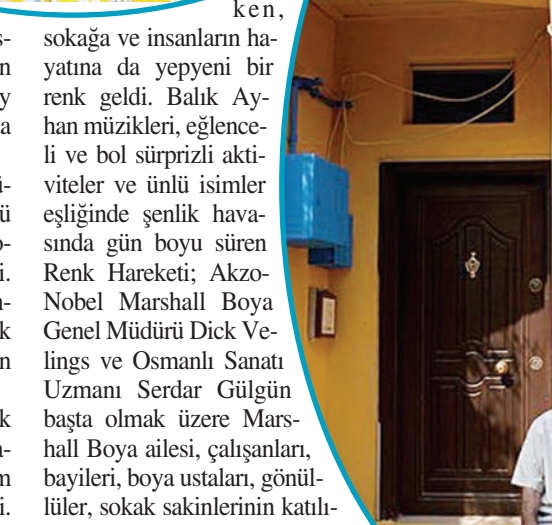 ken,
sokağa ve insanların ha-
yatına da yepyeni bir
renk geldi. Balık Ay-
han müzikleri, eğlence-
li ve bol sürprizli akti-
viteler ve ünlü isimler
eşliğinde şenlik hava-
sında gün boyu süren
Renk Hareketi; Akzo-
Nobel Marshall Boya
Genel Müdürü Dick Ve-
lings ve Osmanlı Sanatı
Uzmanı Serdar Gülgün
başta olmak üzere Mars-
hall Boya ailesi, çalışanları,
bayileri, boya ustaları, gönül-
lüler, sokak sakinlerinin katılı-